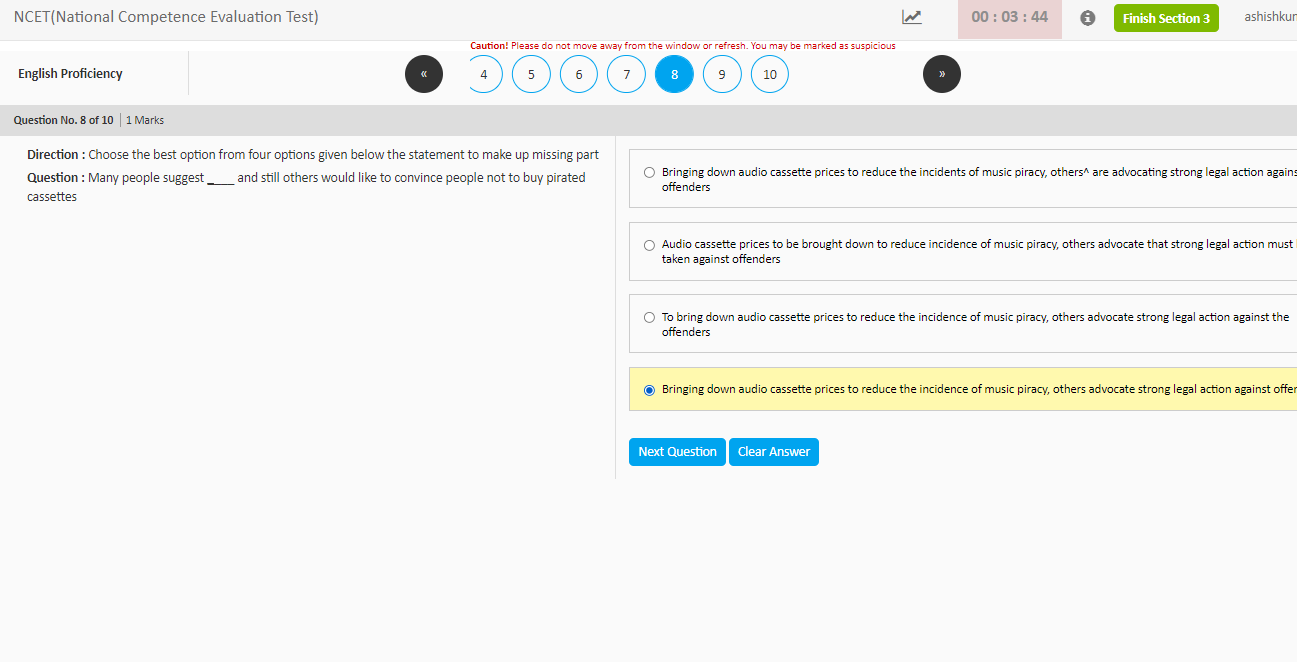 NCET(National Competence Evaluation Test)
00 : 03 : 44
Finish Section 3
Caution! Please do not move away from the window or refresh. You may be marked as suspicious
English Proficiency
« 4 5 6 7 8 9 10 »
Question No. 8 of 10 | 1 Marks
Direction : Choose the best option from four options given below the statement to make up missing part
Question : Many people suggest ____ and still others would like to convince people not to buy pirated
cassettes
Bringing down audio cassette prices to reduce the incidents of music piracy, others^ are advocating strong legal action
offenders
Audio cassette prices to be brought down to reduce incidence of music piracy, others advocate that strong legal action must
taken against offenders
To bring down audio cassette prices to reduce the incidence of music piracy, others advocate strong legal action against the
offenders
Bringing down audio cassette prices to reduce the incidence of music piracy, others advocate strong legal action against
Next Question
Clear Answer